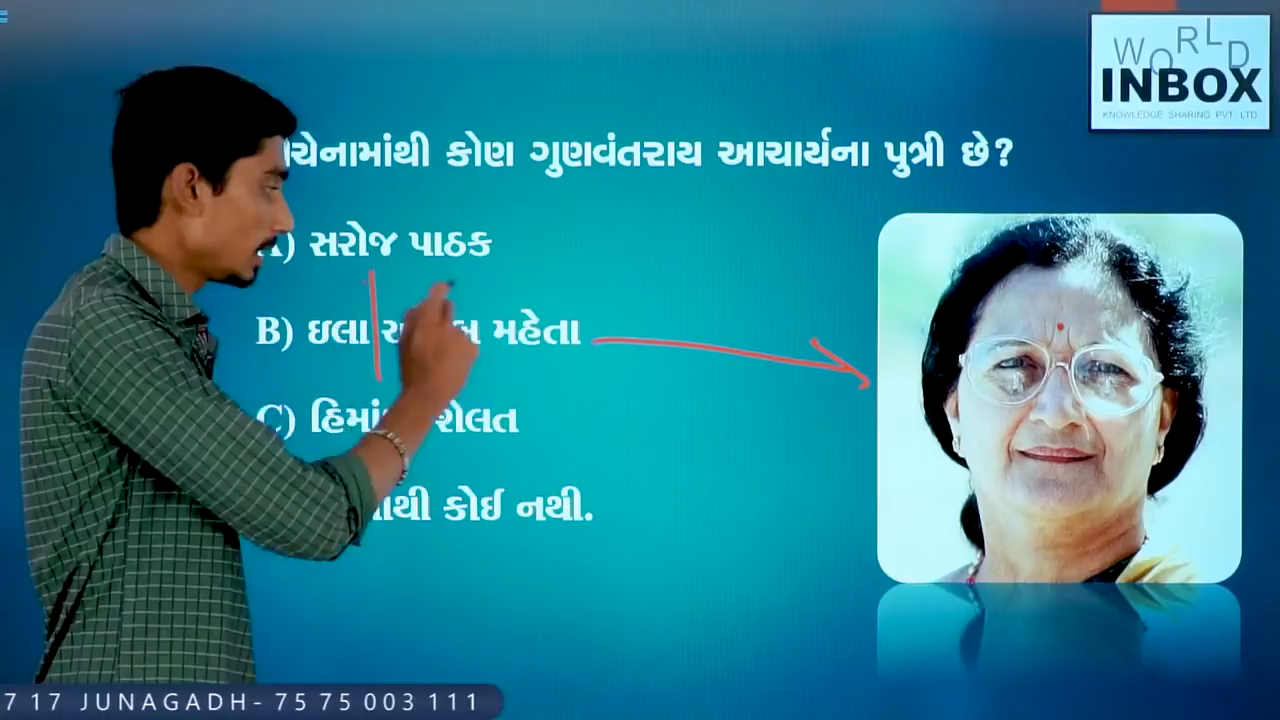 WORLD
INBOX
KNOWLEDGE SHARING PVT LTD
કોણ ગુણવંતરાય આચાર્યના પુત્રી છે?
સરોજ પાઠક
B) ઇલા મહેતા
C)
કોઈ નથી.
7 17 JUNAGADH- 75 75 003 111